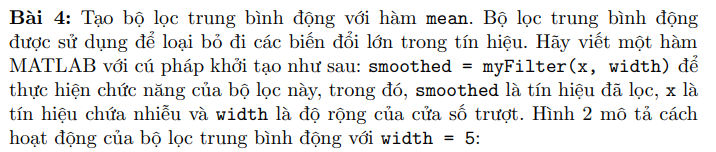 Bài 4: Tạo bộ lọc trung bình động với hàm mean. Bộ lọc trung bình động
được sử dụng để loại bỏ đi các biến đổi lớn trong tín hiệu. Hãy viết một hàm
MATLAB với cú pháp khởi tạo như sau: smoothed = myFilter(x, width) để
thực hiện chức năng của bộ lọc này, trong đó, smoothed là tín hiệu đã lọc, x là
tín hiệu chứa nhiễu và width là độ rộng của cửa số trượt. Hình 2 mô tả cách
hoạt động của bộ lọc trung bình động với width = 5: